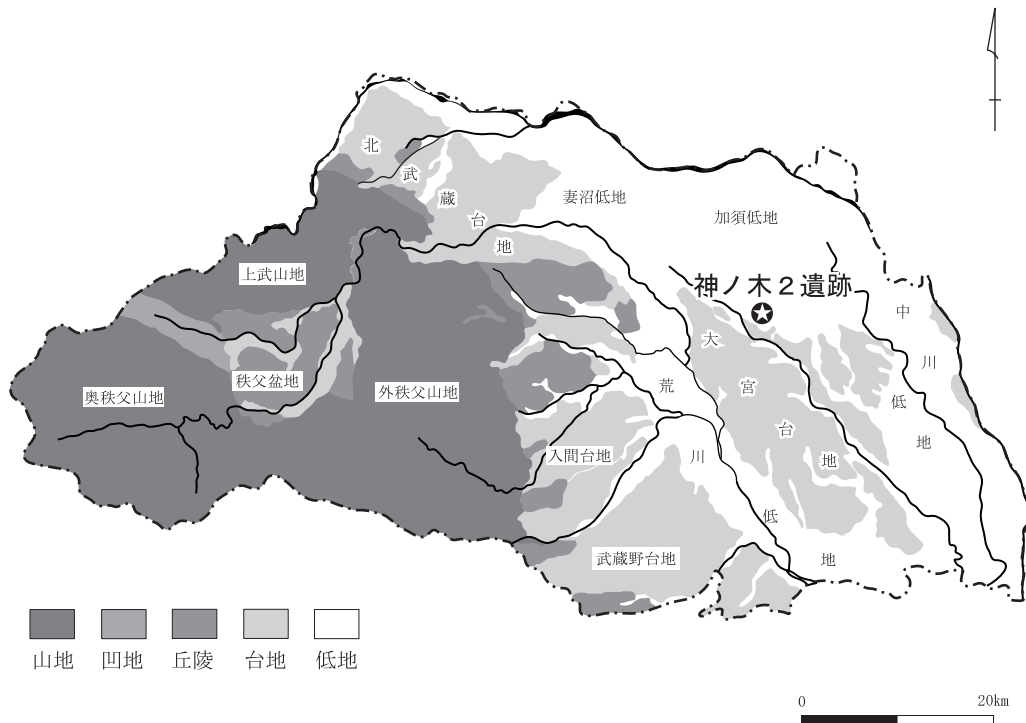 北武蔵台地
妻沼低地
加須低地
上武山地
神ノ木２遺跡
中川低地
大宮台地
秩父盆地
奥秩父山地
外秩父山地
荒川低地
入間台地
武蔵野台地
山地
凹地
丘陵
台地
低地
0
20km